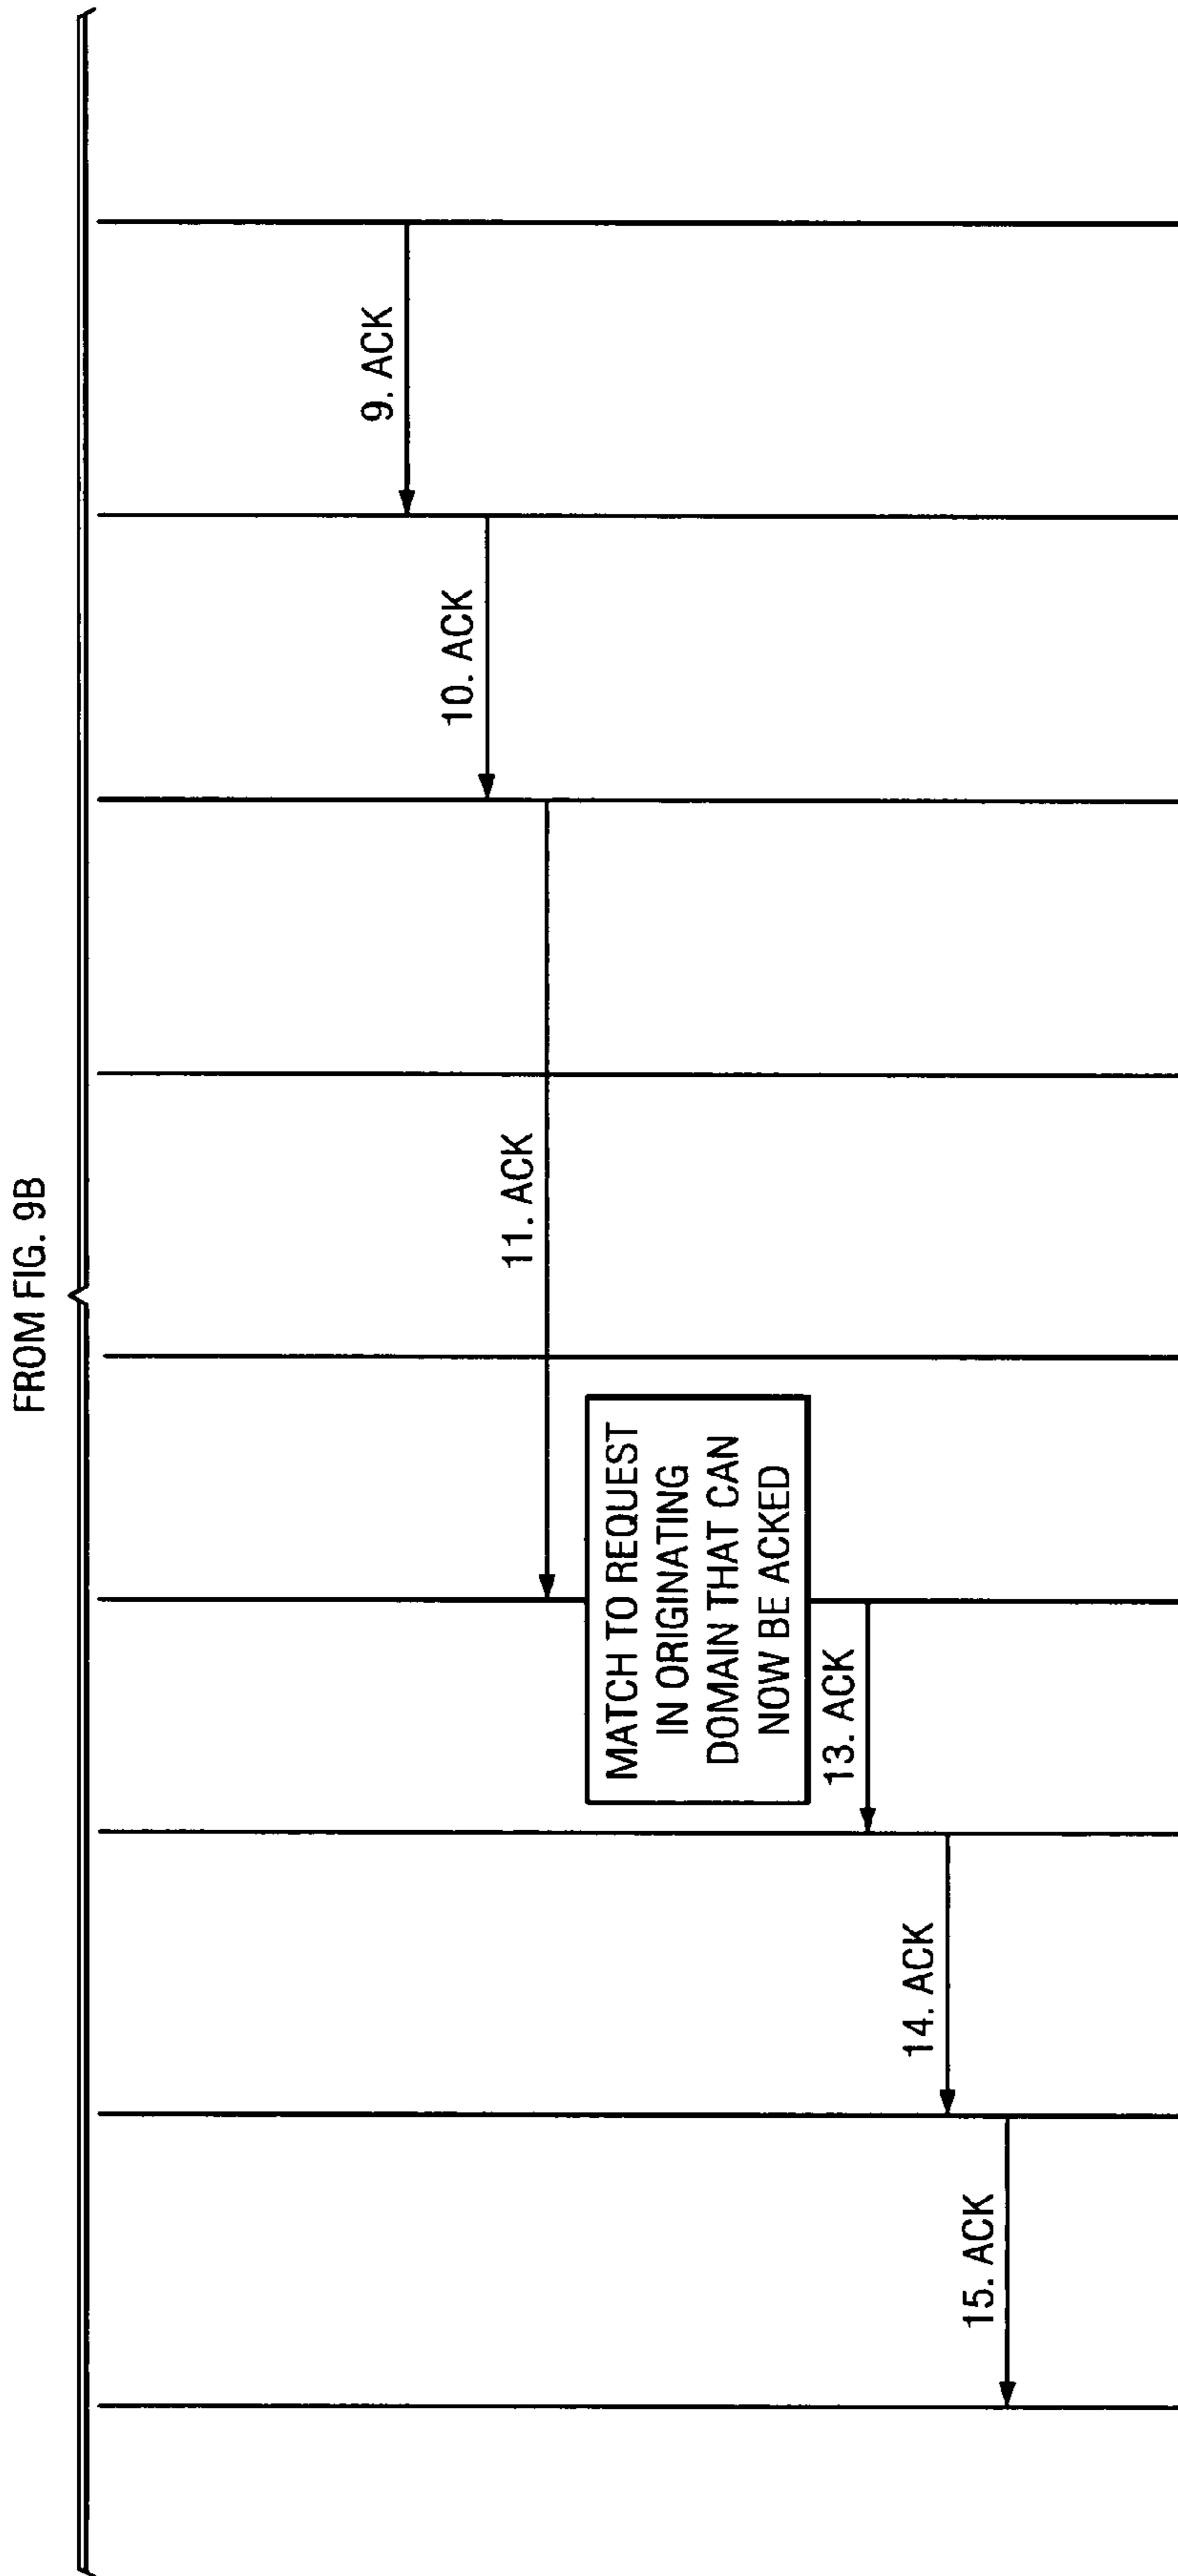 FROM FIG. 9B
9. ACK
10. ACK
11. ACK
MATCH TO REQUEST
IN ORIGINATING
DOMAIN THAT CAN
NOW BE ACKED
13. ACK
14. ACK
15. ACK